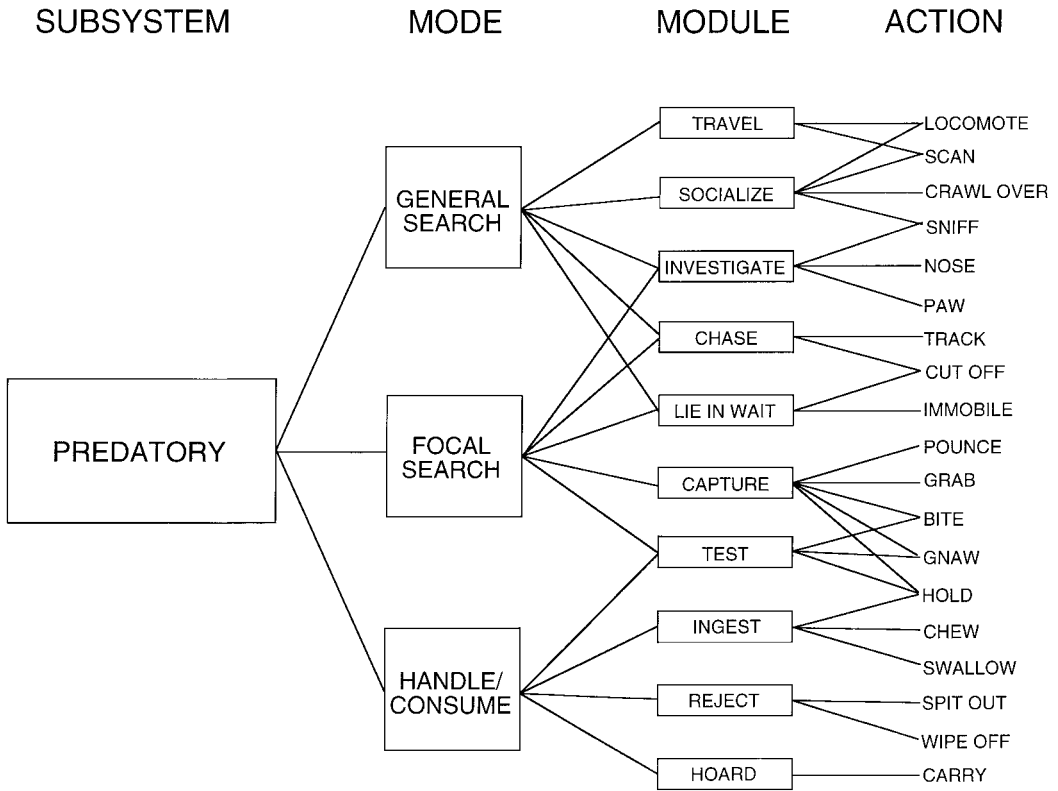 SUBSYSTEM MODE MODULE ACTION
TRAVEL
LOCOMOTE
SCAN
GENERAL
SEARCH
SOCIALIZE
CRAWL OVER
SNIFF
INVESTIGATE
NOSE
PAW
CHASE
TRACK
CUT OFF
LIE IN WAIT
IMMOBILE
PREDATORY
FOCAL
SEARCH
POUNCE
CAPTURE
GRAB
BITE
TEST
GNAW
HOLD
INGEST
CHEW
SWALLOW
HANDLE/
CONSUME
REJECT
SPIT OUT
WIPE OFF
HOARD
CARRY